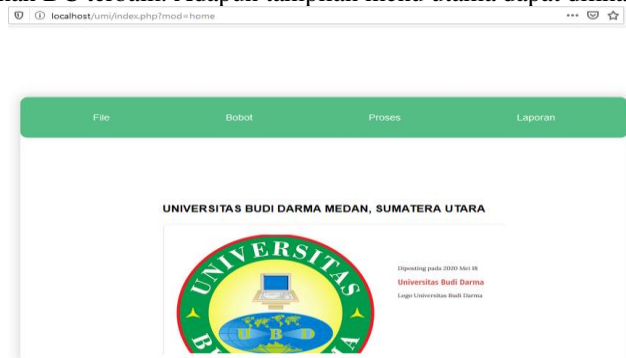 localhost/umi/index.php?mod=home
File Bobot Proses Laporan
UNIVERSITAS BUDI DARMA MEDAN, SUMATERA UTARA
UNIVERSITAS
UBD
Diposting pada 2020 Mei 18
Universitas Budi Darma
Logo Universitas Budi Darma